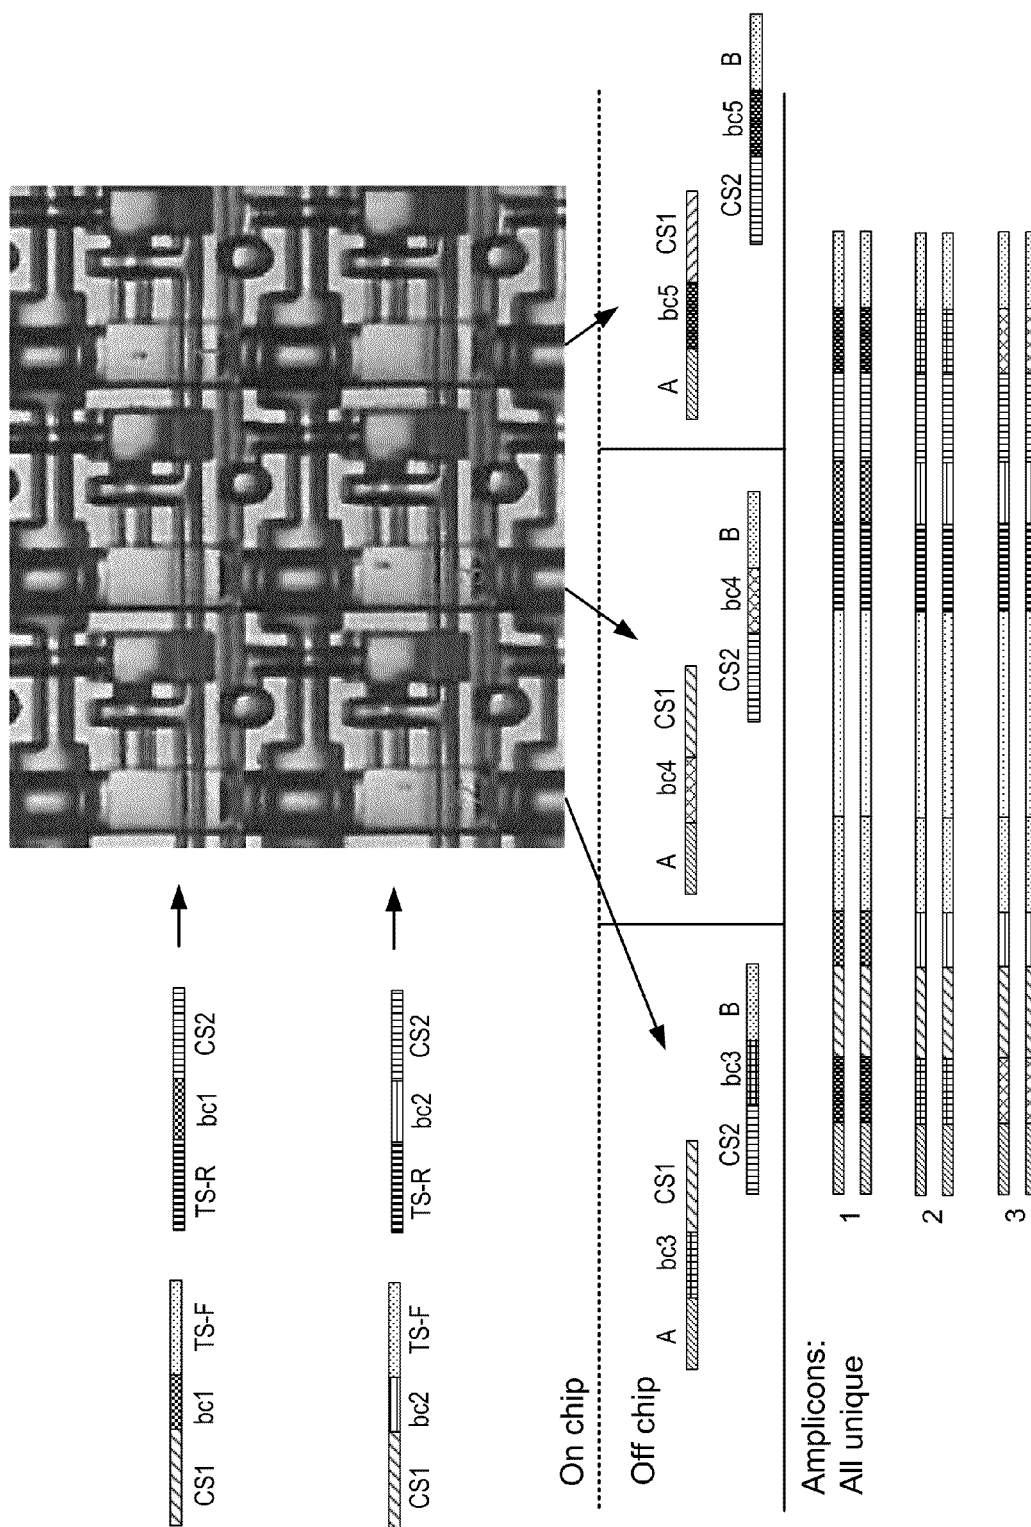 CS1 bc1 TS-F TS-R bc1 CS2
CS1 bc2 TS-F TS-R bc2 CS2
On chip
Off chip
A bc3 CS1 A bc4 CS1 A bc5 CS1
CS2 bc3 B CS2 bc4 B CS2 bc5 B
Amplicons:
All unique
1
2
3